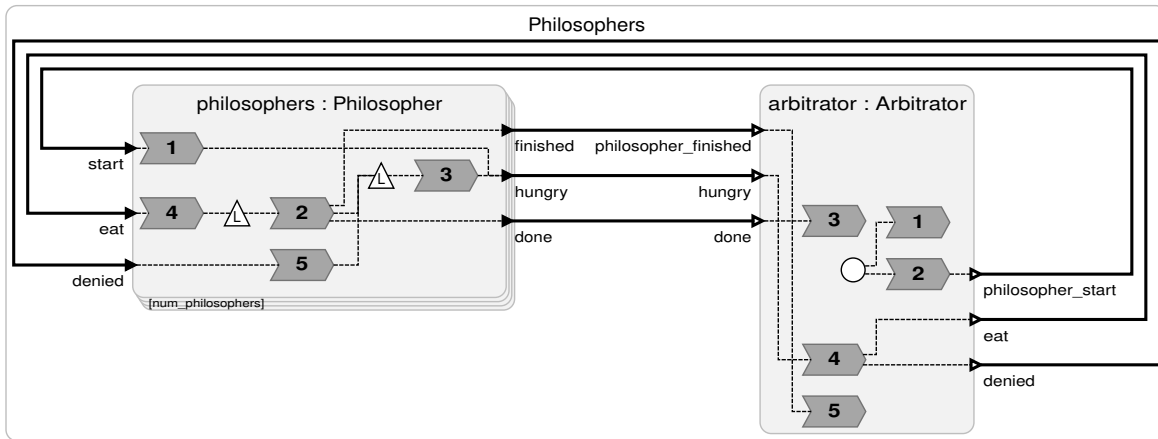 Philosophers
philosophers : Philosopher
arbitrator : Arbitrator
1
start
finished
philosopher_finished
L
3
hungry
hungry
4
L
2
eat
done
done
3
1
5
denied
2
philosopher_start
[num_philosophers]
eat
4
denied
5